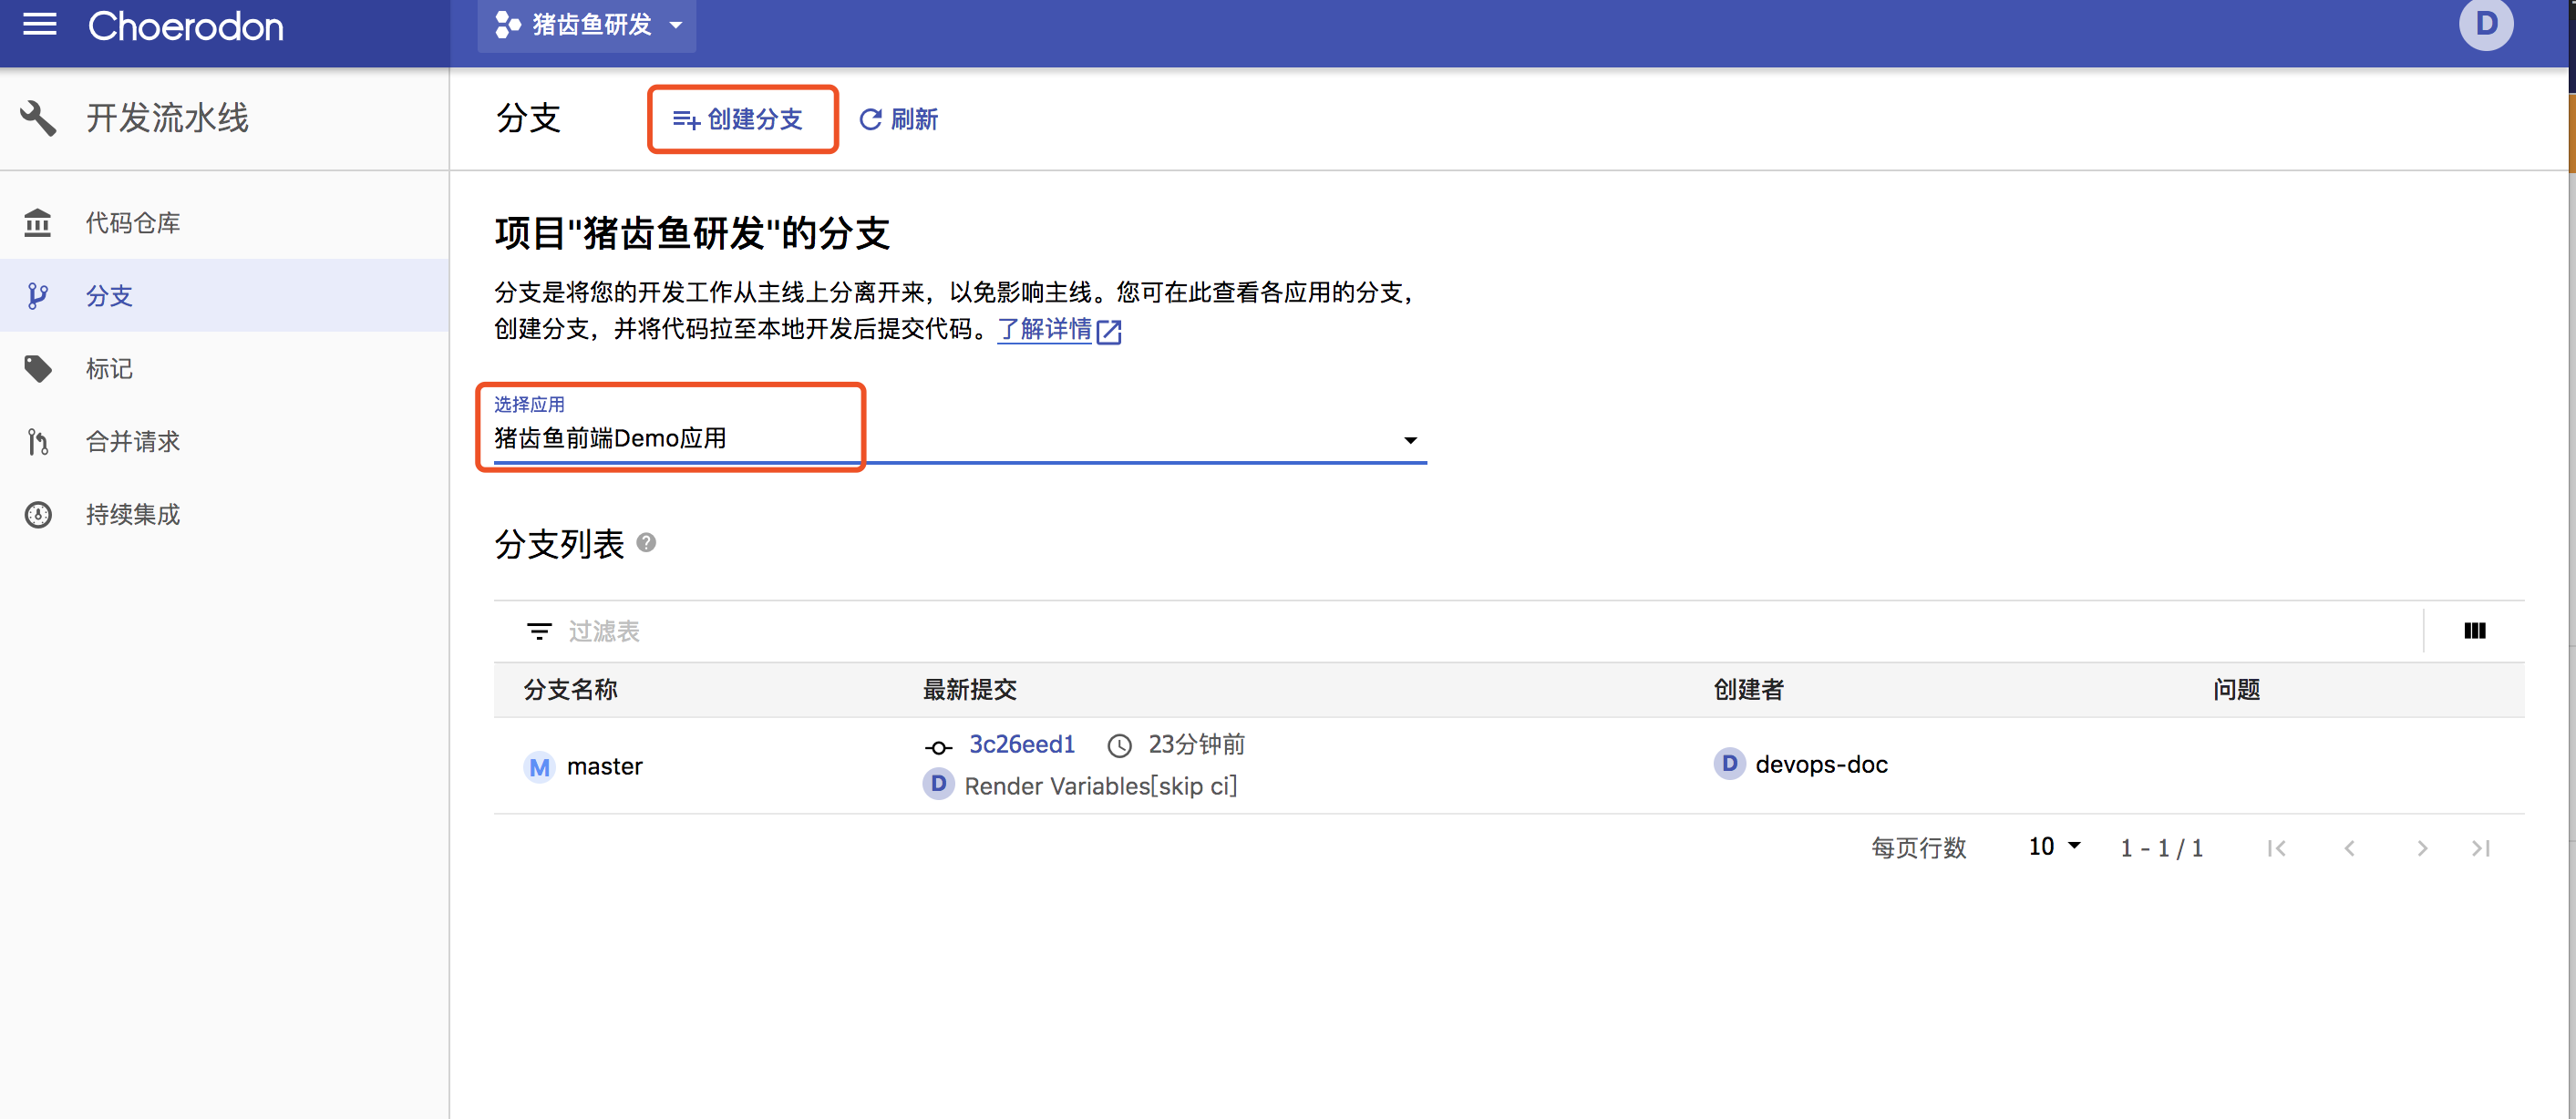 Choerodon
猪齿鱼研发
D
开发流水线
分支
创建分支
刷新
代码仓库
分支
标记
合并请求
持续集成
项目"猪齿鱼研发"的分支
分支是将您的开发工作从主线上分离开来，以免影响主线。您可在此查看各应用的分支，
创建分支，并将代码拉至本地开发后提交代码。了解详情
选择应用
猪齿鱼前端Demo应用
分支列表 ?
过滤表
分支名称 最新提交 创建者 问题
M master
3c26eed1 23分钟前
D Render Variables[skip ci]
D devops-doc
每页行数 10 1 - 1 / 1